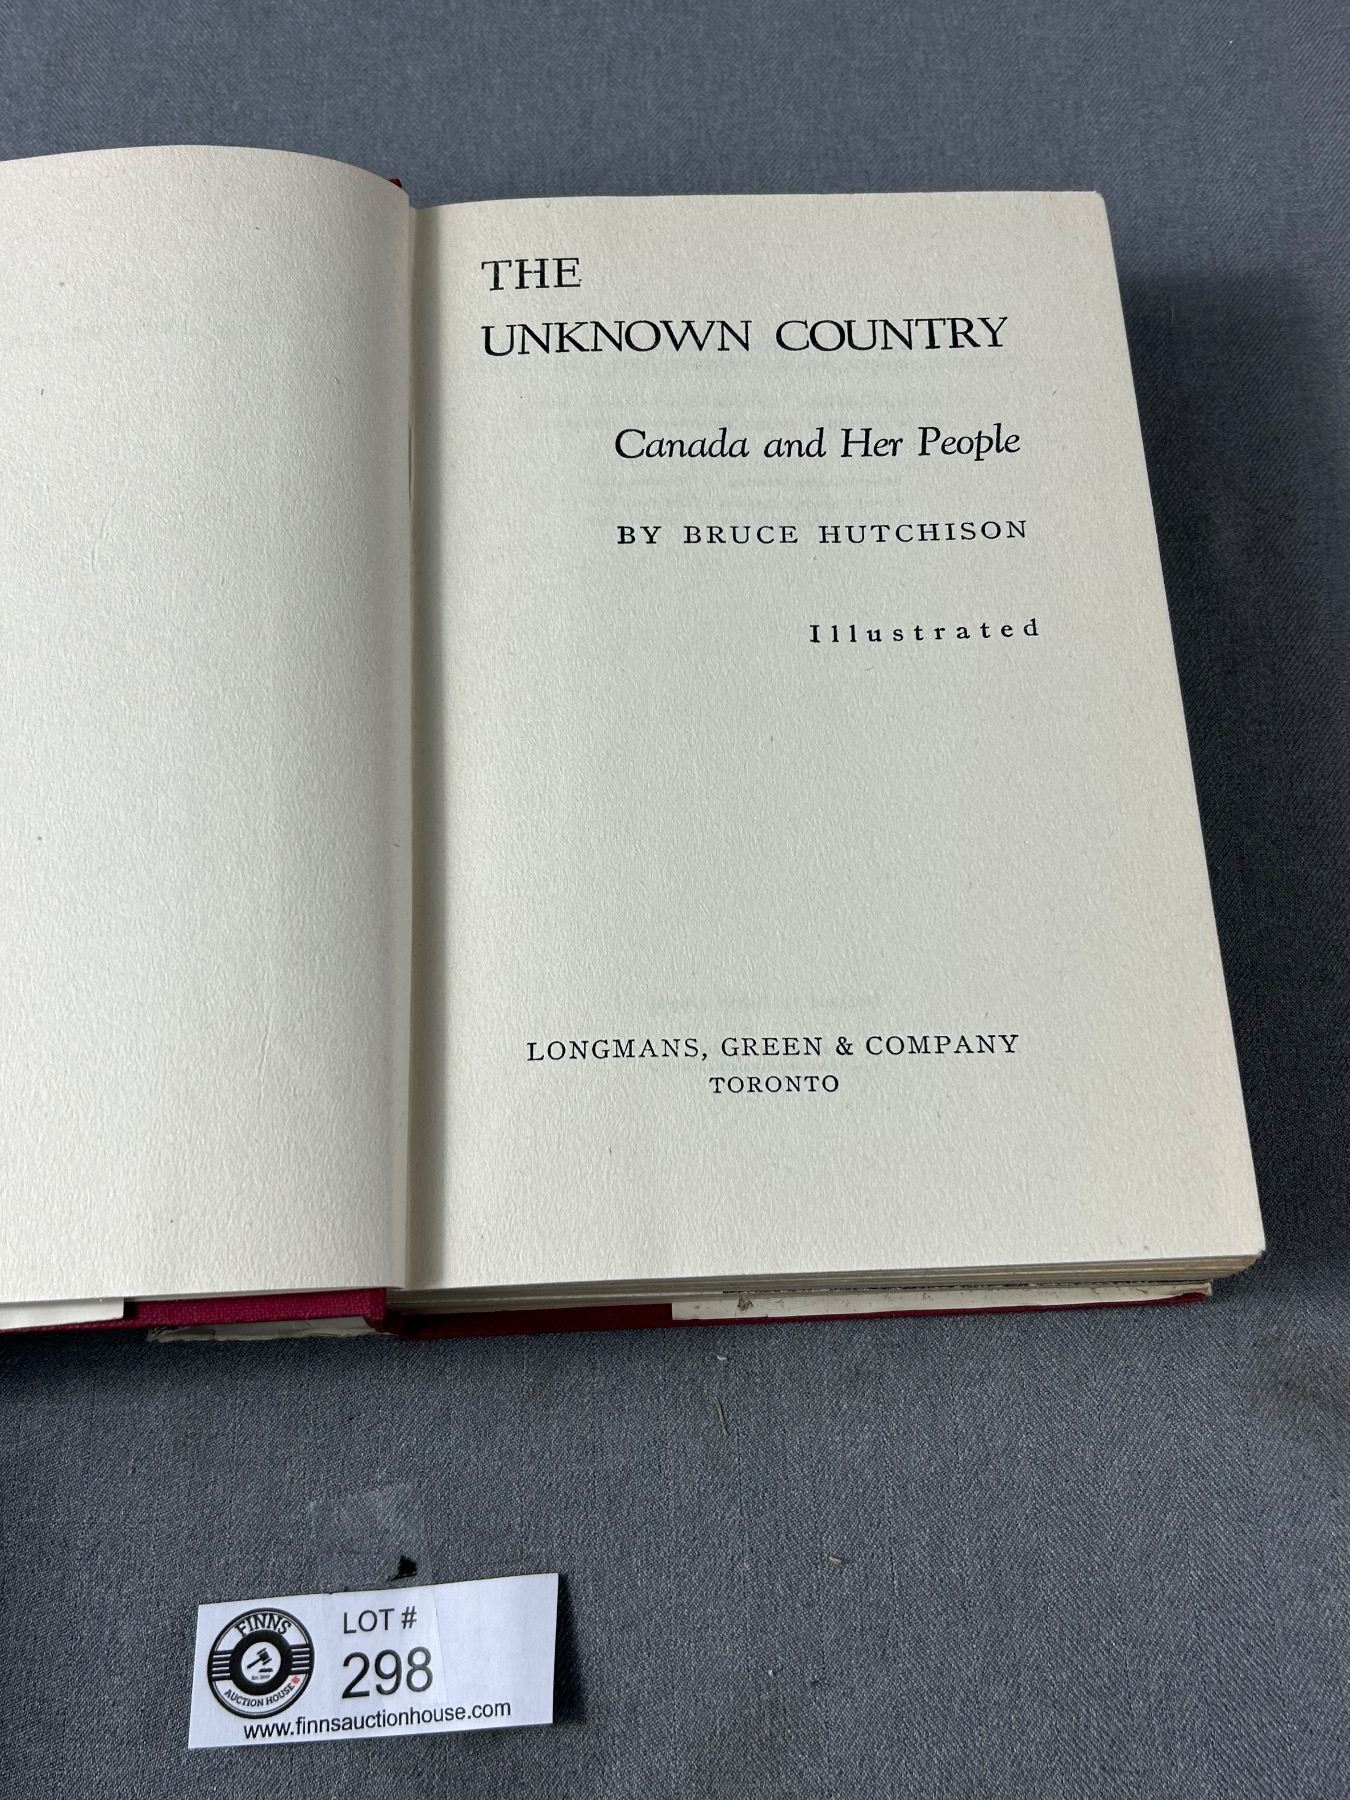 THE
UNKNOWN COUNTRY
Canada and Her People
BY BRUCE HUTCHISON
Illustrated
LONGMANS, GREEN & COMPANY
TORONTO
FINNS
AUCTION HOUSE
LOT #
298
www.finnsauctionhouse.com